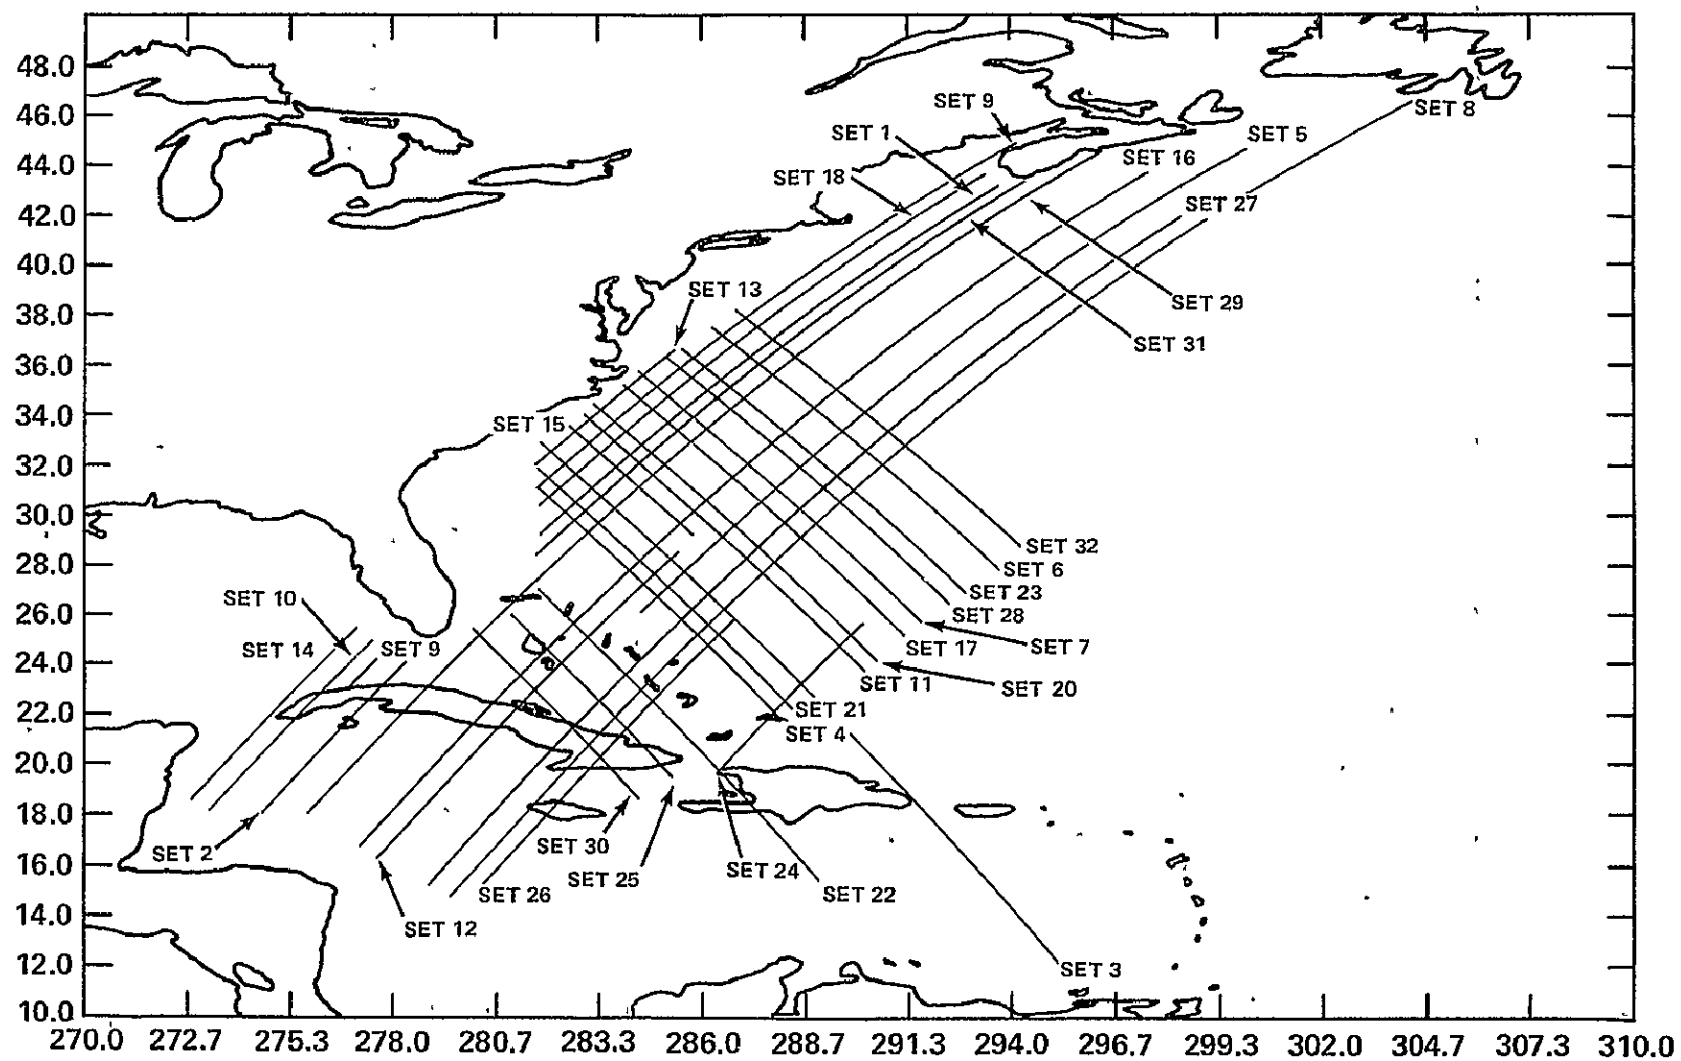 48.0
46.0
44.0
42.0
40.0
38.0
36.0
34.0
32.0
30.0
28.0
26.0
24.0
22.0
20.0
18.0
16.0
14.0
12.0
10.0
SET 9
SET 8
SET 1
SET 5
SET 16
SET 18
SET 27
SET 13
SET 29
SET 31
SET 15
SET 32
SET 6
SET 23
SET 10
SET 28
SET 14
SET 9
SET 17
SET 7
SET 11
SET 20
SET 21
SET 4
SET 30
SET 2
SET 24
SET 25
SET 26
SET 22
SET 12
SET 3
270.0 272.7 275.3 278.0 280.7 283.3 286.0 288.7 291.3 294.0 296.7 299.3 302.0 304.7 307.3 310.0